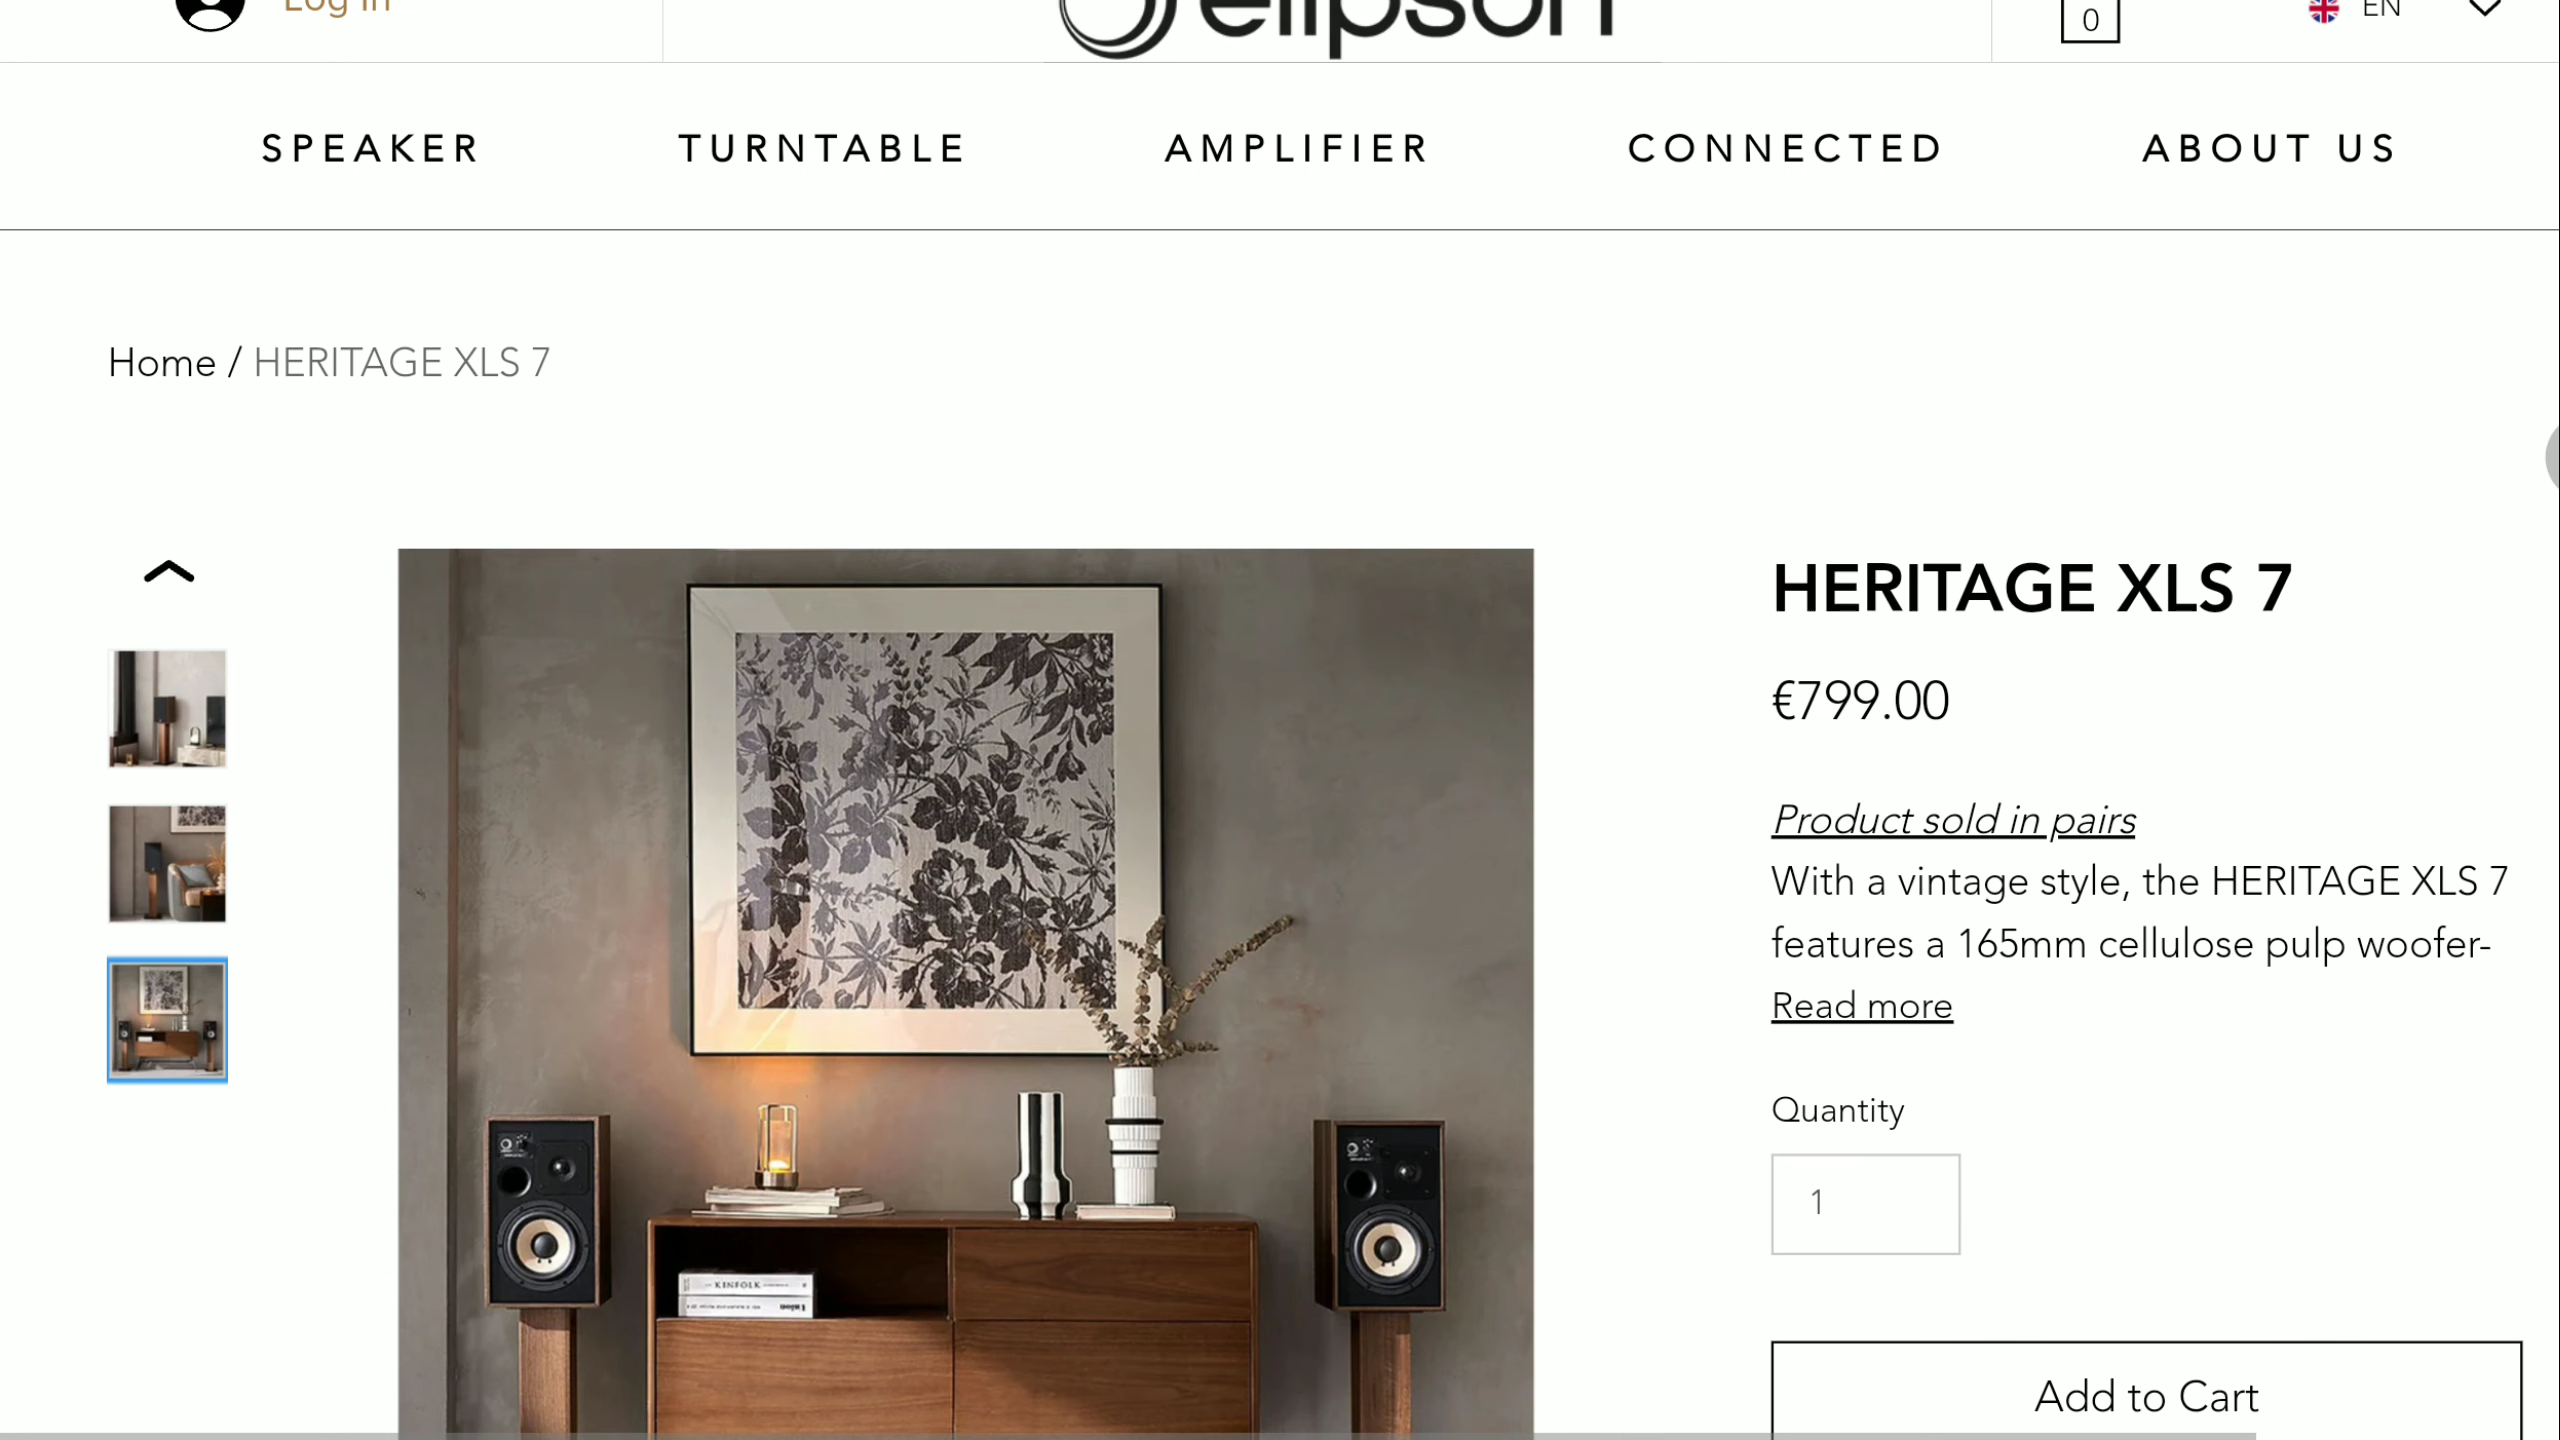 Log In
elipson
0
EN
SPEAKER
TURNTABLE
AMPLIFIER
CONNECTED
ABOUT US
Home / HERITAGE XLS 7
HERITAGE XLS 7
€799.00
Product sold in pairs
With a vintage style, the HERITAGE XLS 7
features a 165mm cellulose pulp woofer-
Read more
Quantity
1
Add to Cart
KINFOLK